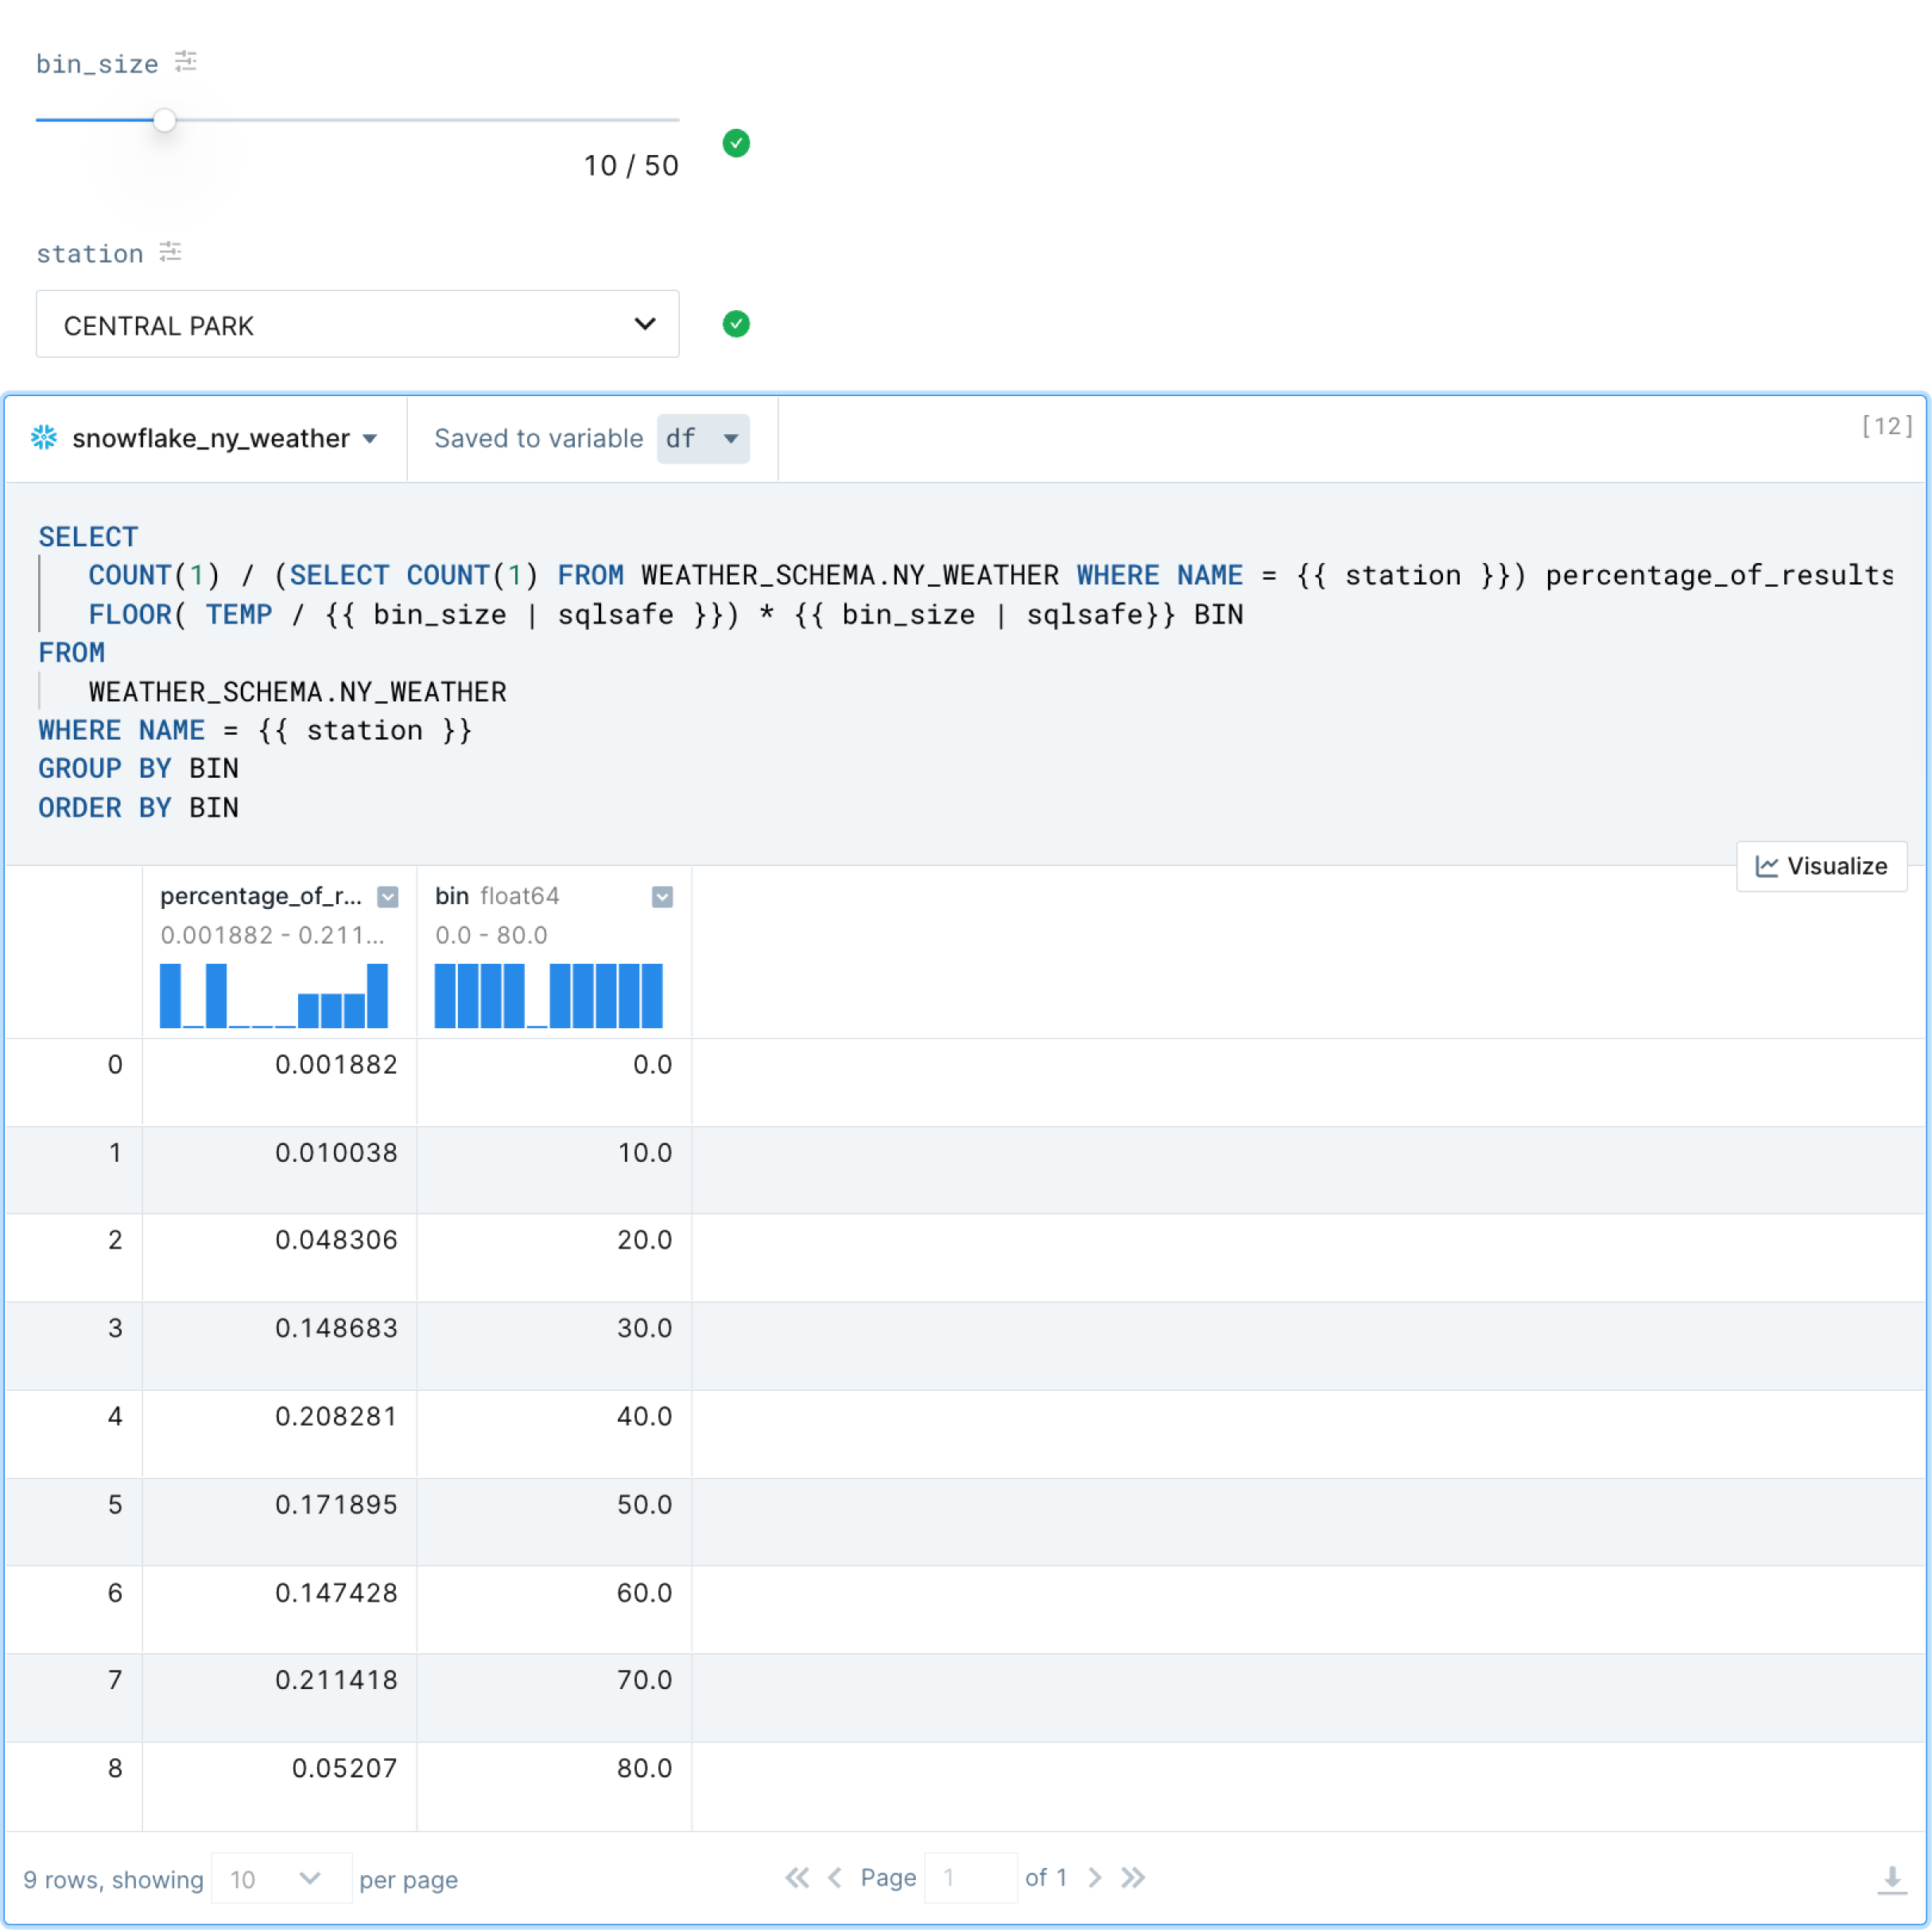 bin_size
10 / 50
station
CENTRAL PARK
snowflake_ny_weather Saved to variable df [12]
SELECT
COUNT(1) / (SELECT COUNT(1) FROM WEATHER_SCHEMA.NY_WEATHER WHERE NAME = {{ station }}) percentage_of_results
FLOOR( TEMP / {{ bin_size | sqlsafe }}) * {{ bin_size | sqlsafe}} BIN
FROM
WEATHER_SCHEMA.NY_WEATHER
WHERE NAME = {{ station }}
GROUP BY BIN
ORDER BY BIN
Visualize
percentage_of_r... bin float64
0.001882 - 0.211... 0.0 - 80.0
0 0.001882 0.0
1 0.010038 10.0
2 0.048306 20.0
3 0.148683 30.0
4 0.208281 40.0
5 0.171895 50.0
6 0.147428 60.0
7 0.211418 70.0
8 0.05207 80.0
9 rows, showing 10 per page Page 1 of 1